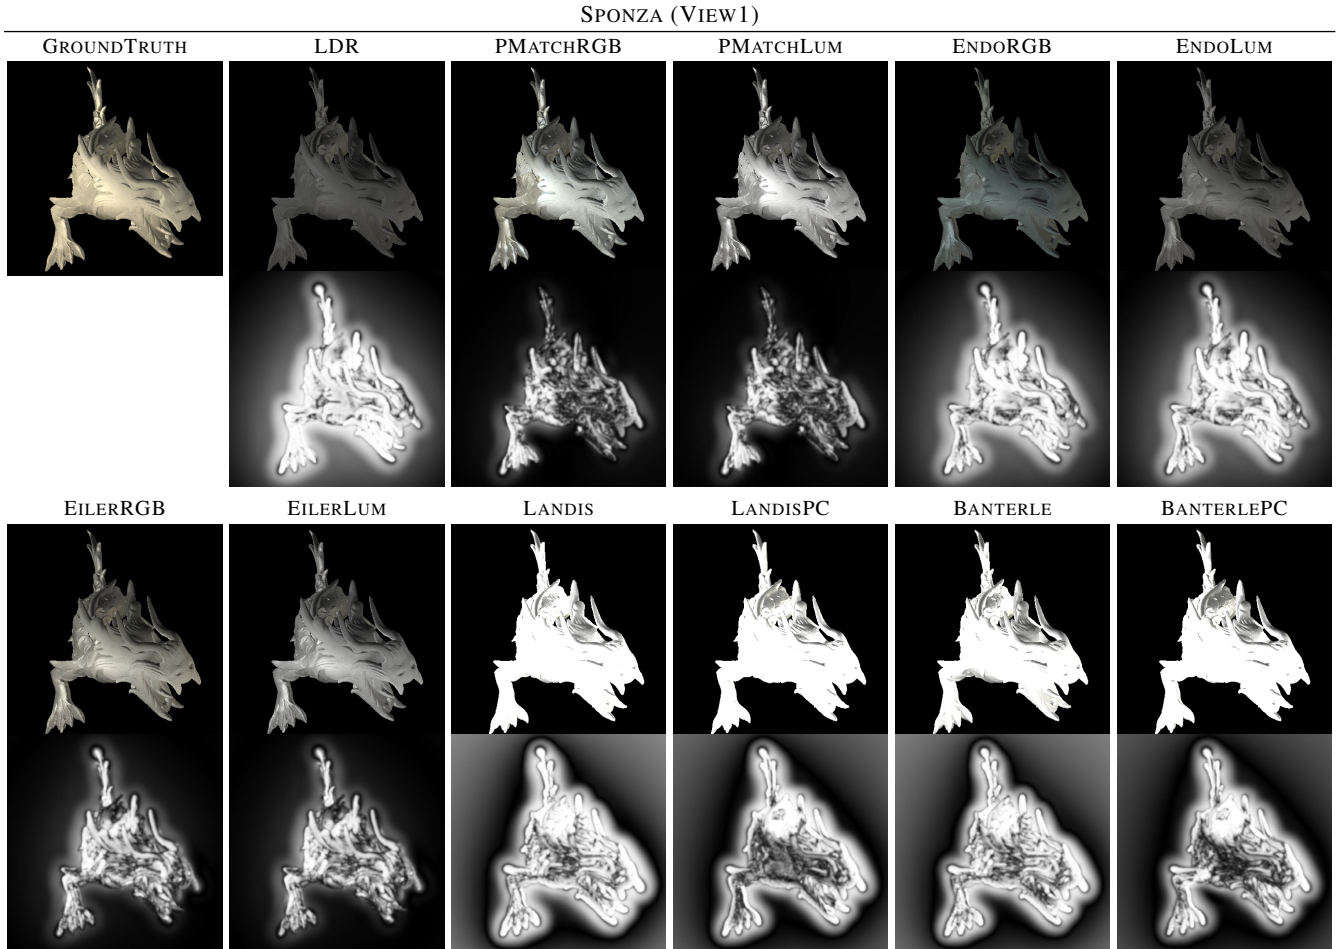 SPONZA (VIEW1)
GROUNDTRUTH LDR PMATCHRGB PMATCHLUM ENDORGB ENDOLUM
EILERRGB EILERLUM LANDIS LANDISPC BANTERLE BANTERLEPC